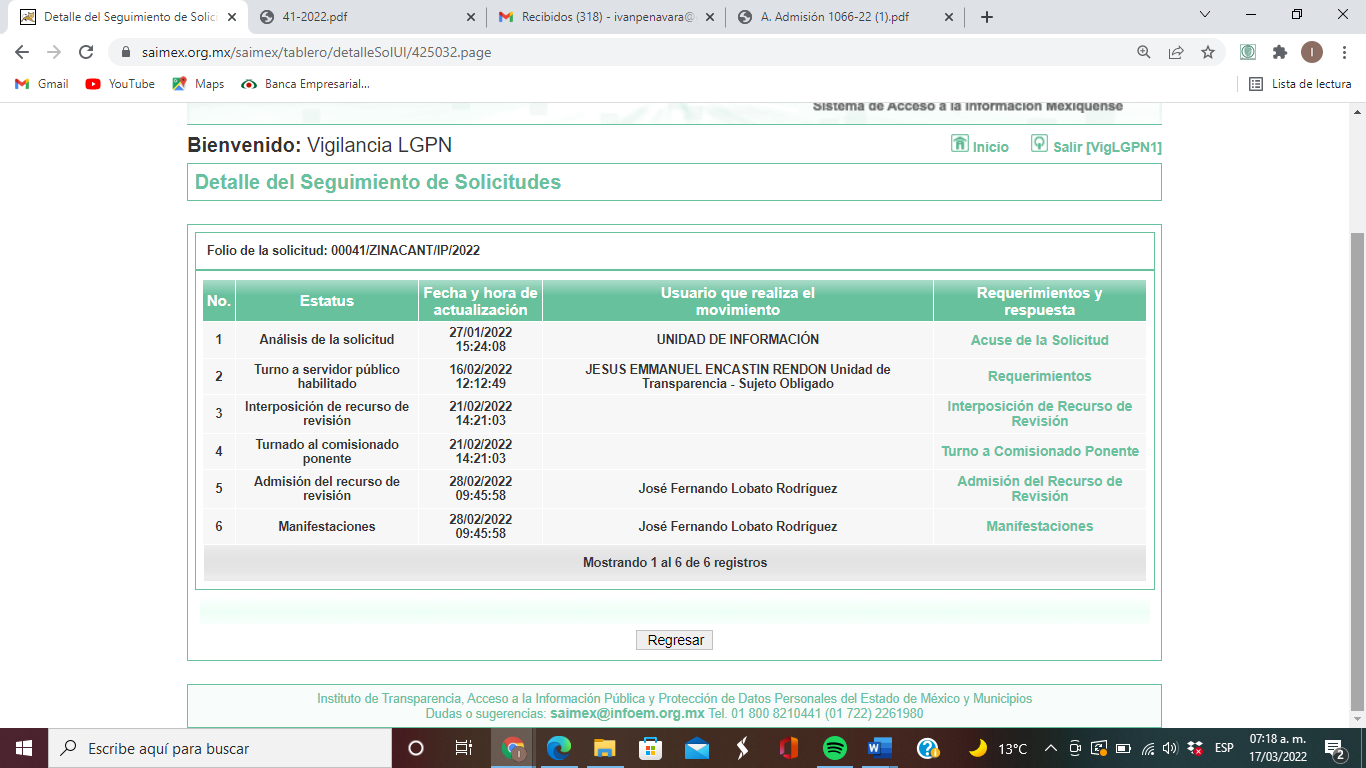 Detalle del Seguimiento de Solici
41-2022.pdf
Recibidos (318) - ivanpenavara@
A. Admisión 1066-22 (1).pdf
saimex.org.mx/saimex/tablero/detalleSolUI/425032.page
I
Gmail
YouTube
Maps
Banca Empresarial...
Lista de lectura
Sistema de Acceso a la Información Mexiquense
Bienvenido: Vigilancia LGPN
Inicio
Salir [VigLGPN1]
Detalle del Seguimiento de Solicitudes
Folio de la solicitud: 00041/ZINACANT/IP/2022
No.
Estatus
Fecha y hora de
actualización
Usuario que realiza el
movimiento
Requerimientos y
respuesta
1
Análisis de la solicitud
27/01/2022
15:24:08
UNIDAD DE INFORMACIÓN
Acuse de la Solicitud
2
Turno a servidor público
habilitado
16/02/2022
12:12:49
JESUS EMMANUEL ENCASTIN RENDON Unidad de
Transparencia - Sujeto Obligado
Requerimientos
3
Interposición de recurso de
revisión
21/02/2022
14:21:03
Interposición de Recurso de
Revisión
4
Turnado al comisionado
ponente
21/02/2022
14:21:03
Turno a Comisionado Ponente
5
Admisión del recurso de
revisión
28/02/2022
09:45:58
José Fernando Lobato Rodríguez
Admisión del Recurso de
Revisión
6
Manifestaciones
28/02/2022
09:45:58
José Fernando Lobato Rodríguez
Manifestaciones
Mostrando 1 al 6 de 6 registros
Regresar
Instituto de Transparencia, Acceso a la Información Pública y Protección de Datos Personales del Estado de México y Municipios
Dudas o sugerencias: saimex@infoem.org.mx Tel. 01 800 8210441 (01 722) 2261980
Escribe aquí para buscar
13°C
ESP
07:18 a. m.
17/03/2022
2